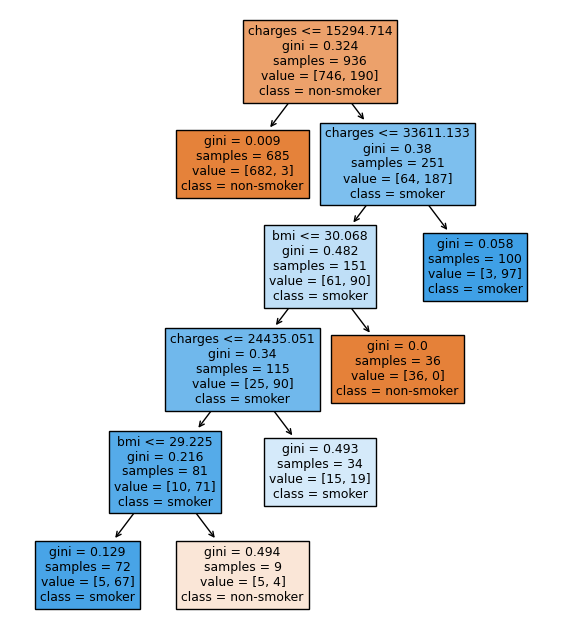 charges <= 15294.714
gini = 0.324
samples = 936
value = [746, 190]
class = non-smoker
gini = 0.009
samples = 685
value = [682, 3]
class = non-smoker
charges <= 33611.133
gini = 0.38
samples = 251
value = [64, 187]
class = smoker
bmi <= 30.068
gini = 0.482
samples = 151
value = [61, 90]
class = smoker
gini = 0.058
samples = 100
value = [3, 97]
class = smoker
charges <= 24435.051
gini = 0.34
samples = 115
value = [25, 90]
class = smoker
gini = 0.0
samples = 36
value = [36, 0]
class = non-smoker
bmi <= 29.225
gini = 0.216
samples = 81
value = [10, 71]
class = smoker
gini = 0.493
samples = 34
value = [15, 19]
class = smoker
gini = 0.129
samples = 72
value = [5, 67]
class = smoker
gini = 0.494
samples = 9
value = [5, 4]
class = non-smoker